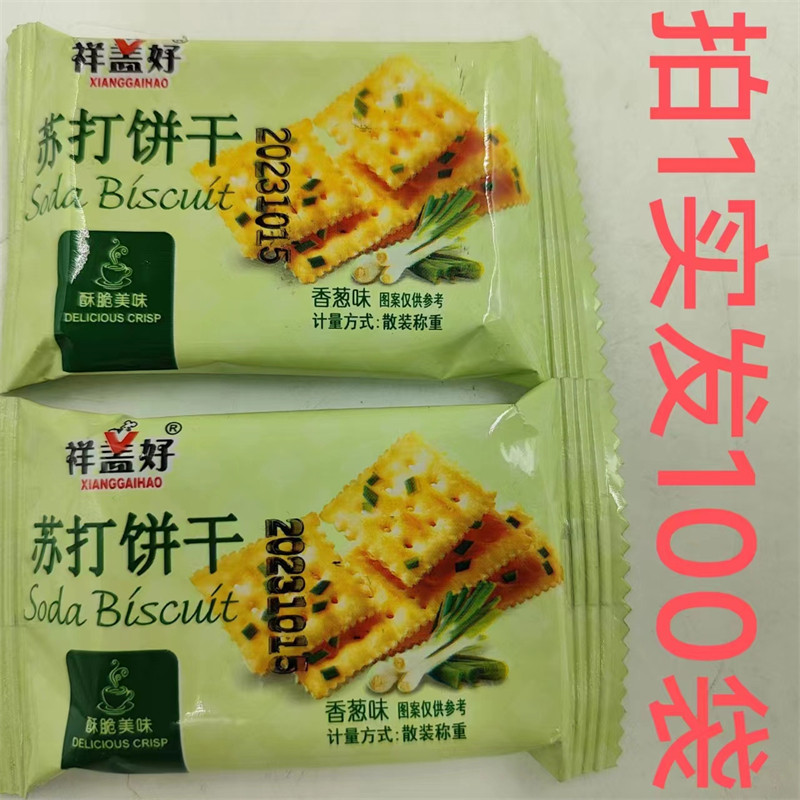 祥盖好
XIANGGAIHAO
苏打饼干
Soda Biscuit
20231015
酥脆美味
DELICIOUS CRISP
香葱味 图案仅供参考
计量方式:散装称重
祥盖好®
XIANGGAIHAO
苏打饼干
Soda Biscuit
20231015
酥脆美味
DELICIOUS CRISP
香葱味 图案仅供参考
计量方式:散装称重
拍1实发100袋